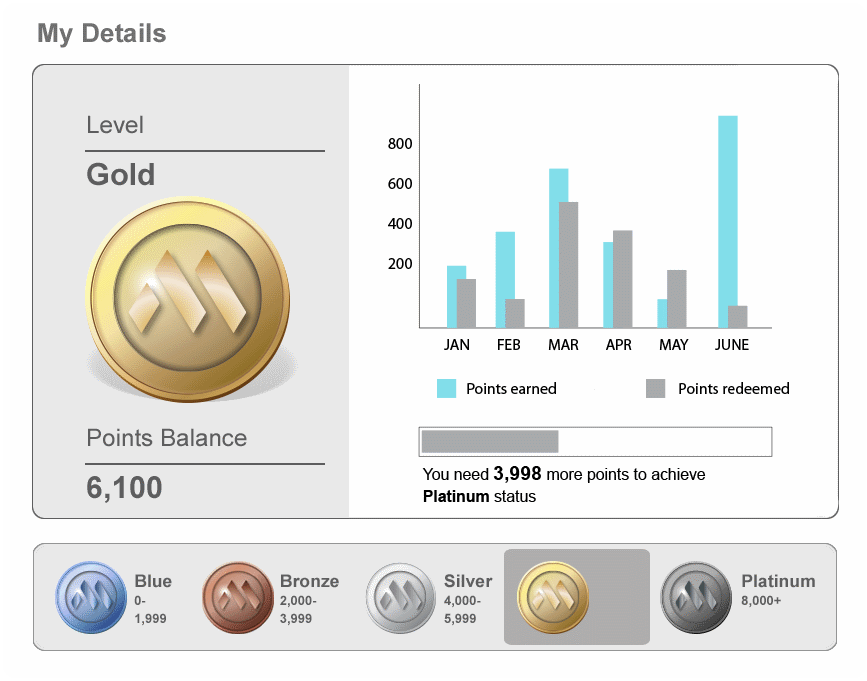 My Details
Level
Gold
Points Balance
6,100
800
600
400
200
JAN FEB MAR APR MAY JUNE
Points earned Points redeemed
You need 3,998 more points to achieve
Platinum status
Blue
0-
1,999
Bronze
2,000-
3,999
Silver
4,000-
5,999
Platinum
8,000+